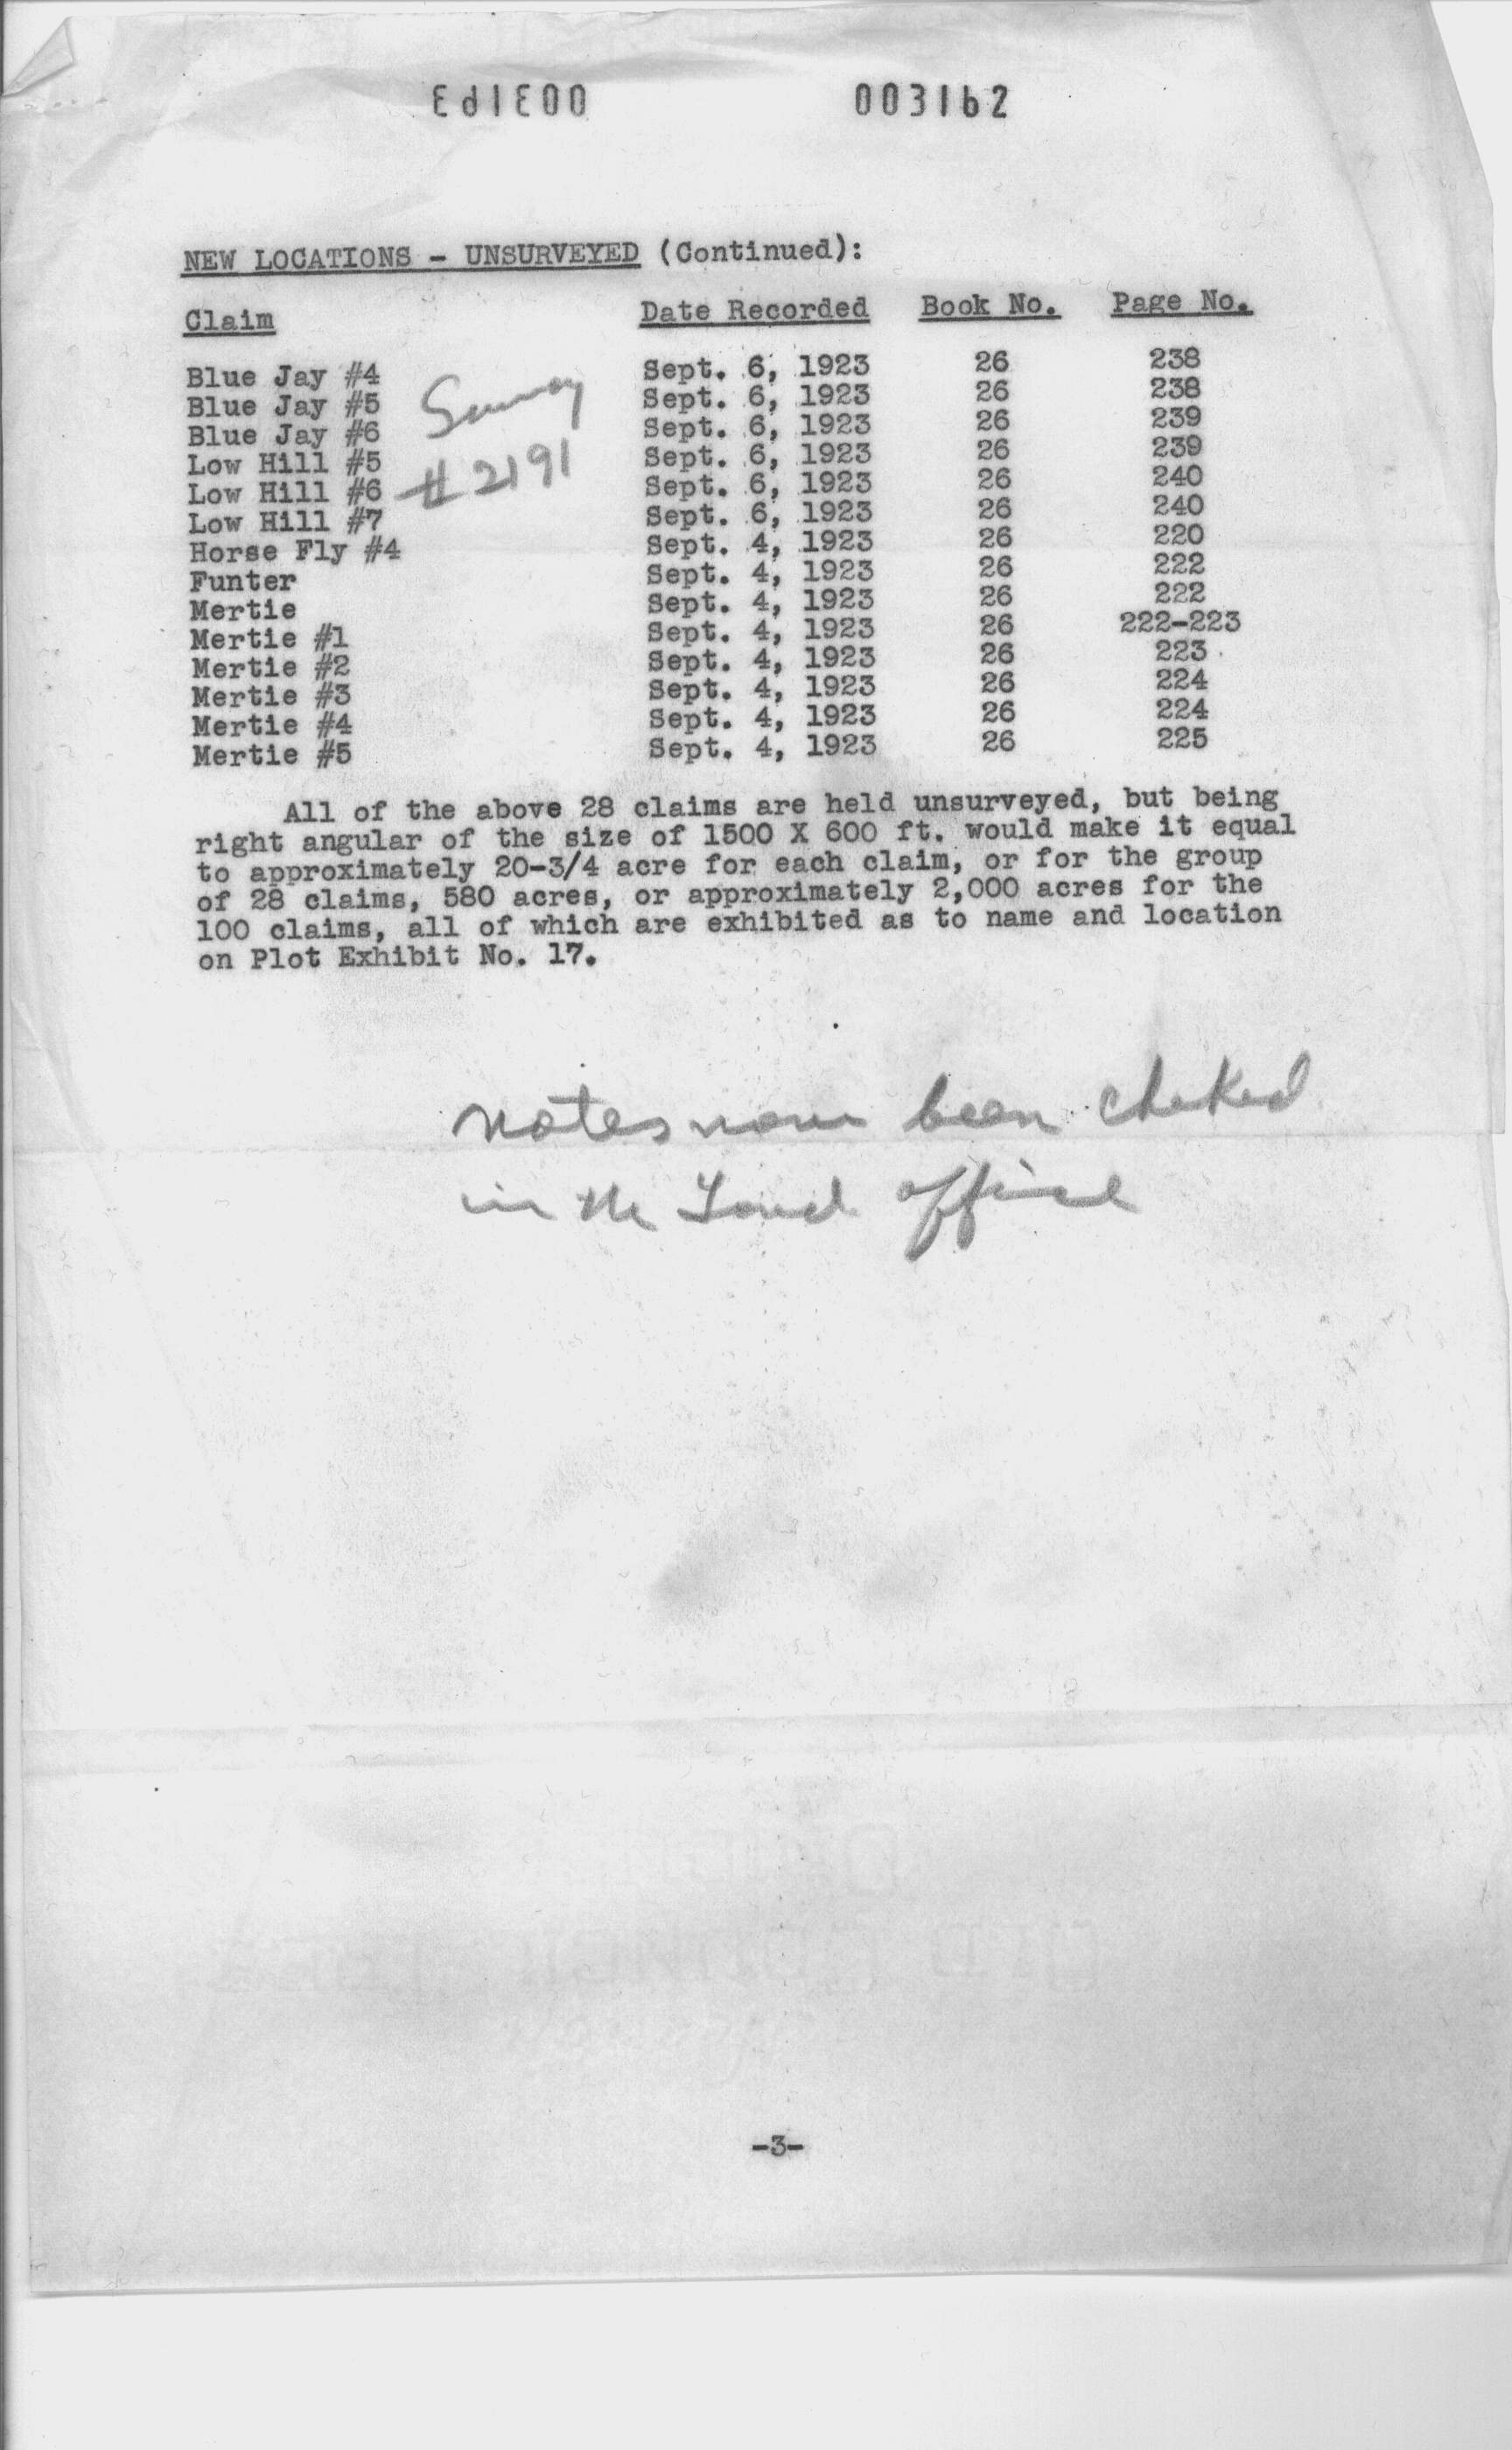 003162
NEW LOCATIONS - UNSURVEYED (Continued):
Claim Date Recorded Book No. Page No.
Blue Jay #4 Sept. 6, 1923 26 238
Blue Jay #5 Sept. 6, 1923 26 238
Blue Jay #6 Sept. 6, 1923 26 239
Low Hill #5 Sept. 6, 1923 26 239
Low Hill #6 Sept. 6, 1923 26 240
Low Hill #7 Sept. 6, 1923 26 240
Horse Fly #4 Sept. 4, 1923 26 220
Funter Sept. 4, 1923 26 222
Mertie Sept. 4, 1923 26 222
Mertie #1 Sept. 4, 1923 26 222-223
Mertie #2 Sept. 4, 1923 26 223
Mertie #3 Sept. 4, 1923 26 224
Mertie #4 Sept. 4, 1923 26 224
Mertie #5 Sept. 4, 1923 26 225
Survey
#2191
All of the above 28 claims are held unsurveyed, but being
right angular of the size of 1500 X 600 ft. would make it equal
to approximately 20-3/4 acre for each claim, or for the group
of 28 claims, 580 acres, or approximately 2,000 acres for the
100 claims, all of which are exhibited as to name and location
on Plot Exhibit No. 17.
notes been cheked
in the Land office
-3-